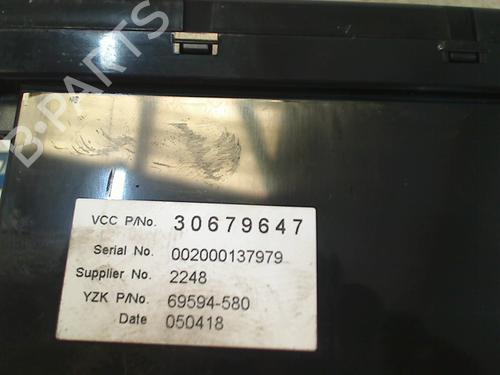 B·PARTS
VCC P/No. 30679647
Serial No. 002000137979
Supplier No. 2248
YZK P/No. 69594-580
Date 050418